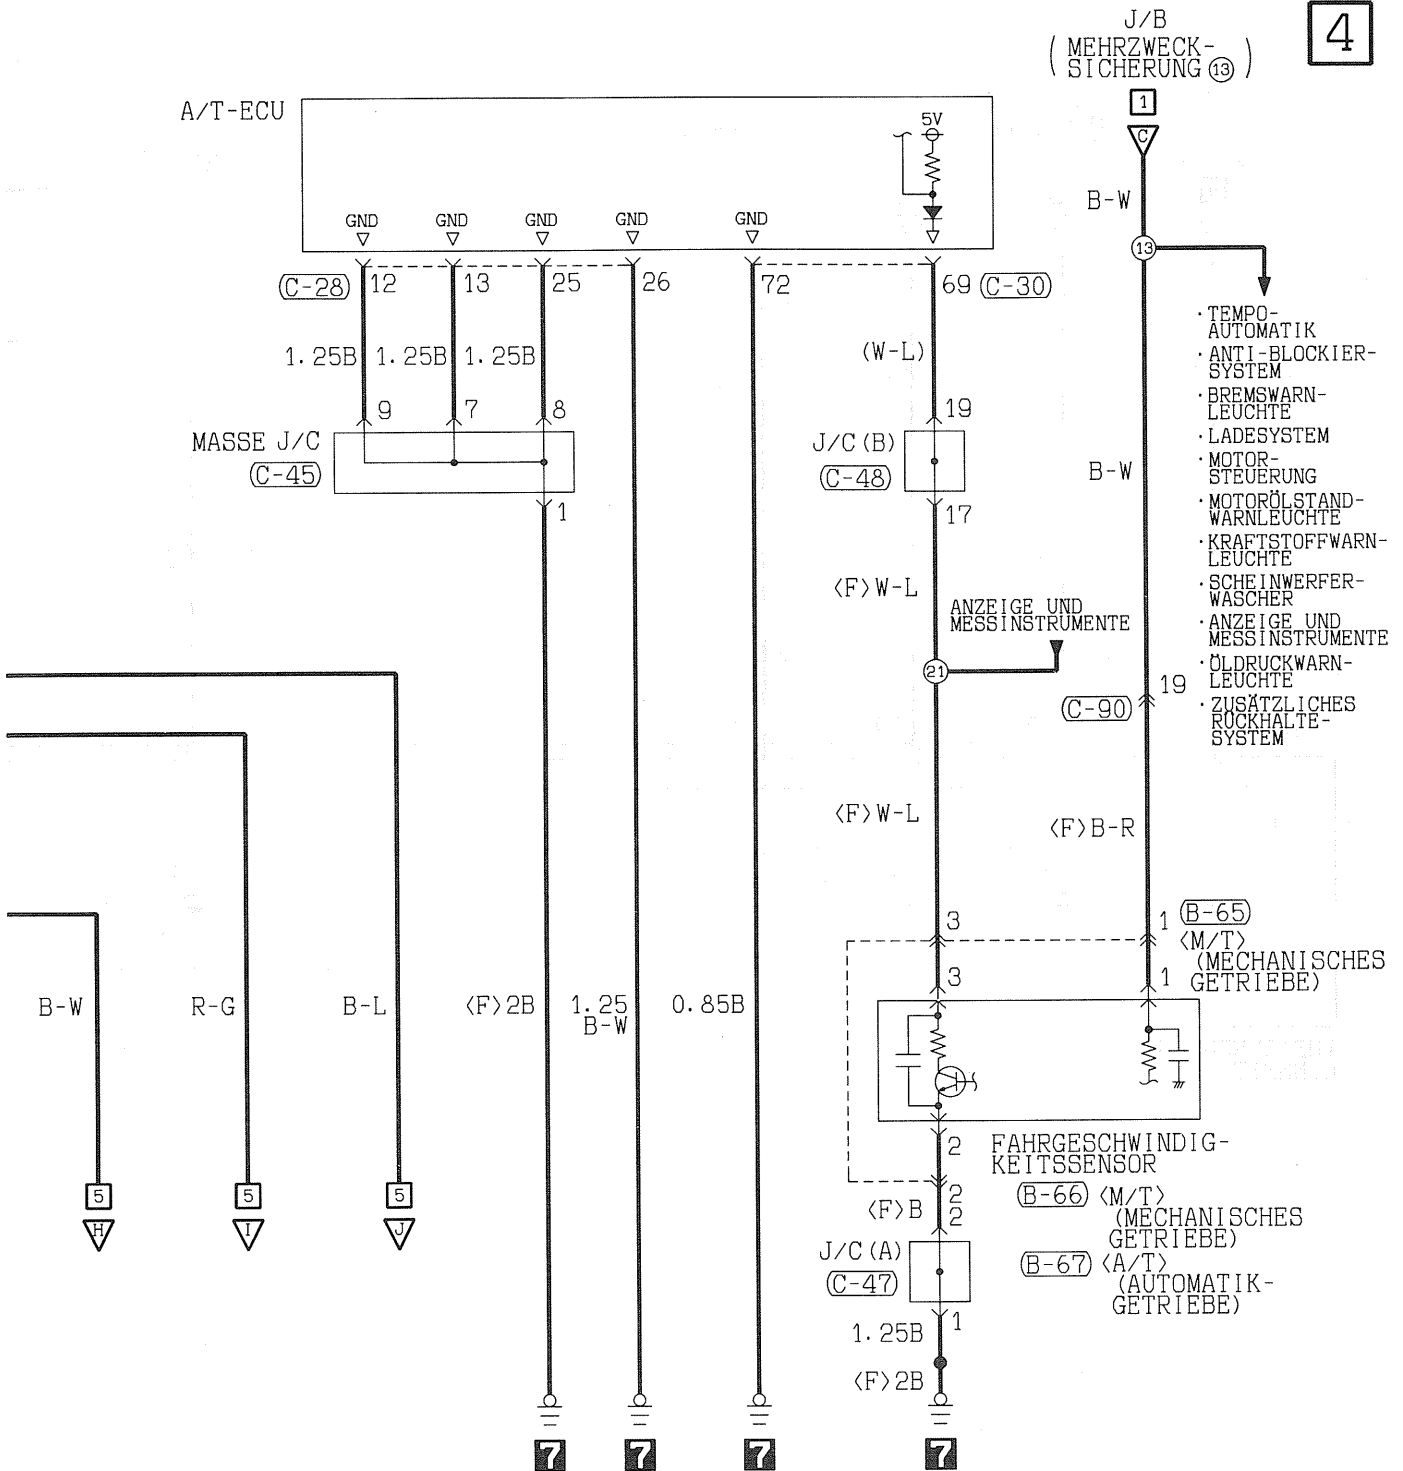 4
J/B
(MEHRZWECK-
SICHERUNG ⑬)
1
C
A/T-ECU
5V
B-W
GND GND GND GND GND
13
(C-28) 12 13 25 26 72 69 (C-30)
· TEMPO-
AUTOMATIK
· ANTI-BLOCKIER-
SYSTEM
· BREMSWARN-
LEUCHTE
· LADESYSTEM
· MOTOR-
STEUERUNG
· MOTORÖLSTAND-
WARNLEUCHTE
· KRAFTSTOFFWARN-
LEUCHTE
· SCHEINWERFER-
WASCHER
· ANZEIGE UND
MESSINSTRUMENTE
· ÖLDRUCKWARN-
LEUCHTE
· ZUSÄTZLICHES
RÜCKHALTE-
SYSTEM
1.25B 1.25B 1.25B (W-L)
9 7 8 19
MASSE J/C
(C-45)
J/C(B)
(C-48)
B-W
1 17
<F>W-L
ANZEIGE UND
MESSINSTRUMENTE
21
19
(C-90)
<F>W-L <F>B-R
3 1 (B-65)
<M/T>
(MECHANISCHES
GETRIEBE)
3 1
B-W R-G B-L <F>2B 1.25
B-W 0.85B
2
FAHRGESCHWINDIG-
KEITSSENSOR
(B-66) <M/T>
(MECHANISCHES
GETRIEBE)
(B-67) <A/T>
(AUTOMATIK-
GETRIEBE)
5 5 5
H I J
2
<F>B 2
J/C(A)
(C-47)
1
1.25B
<F>2B
7 7 7 7